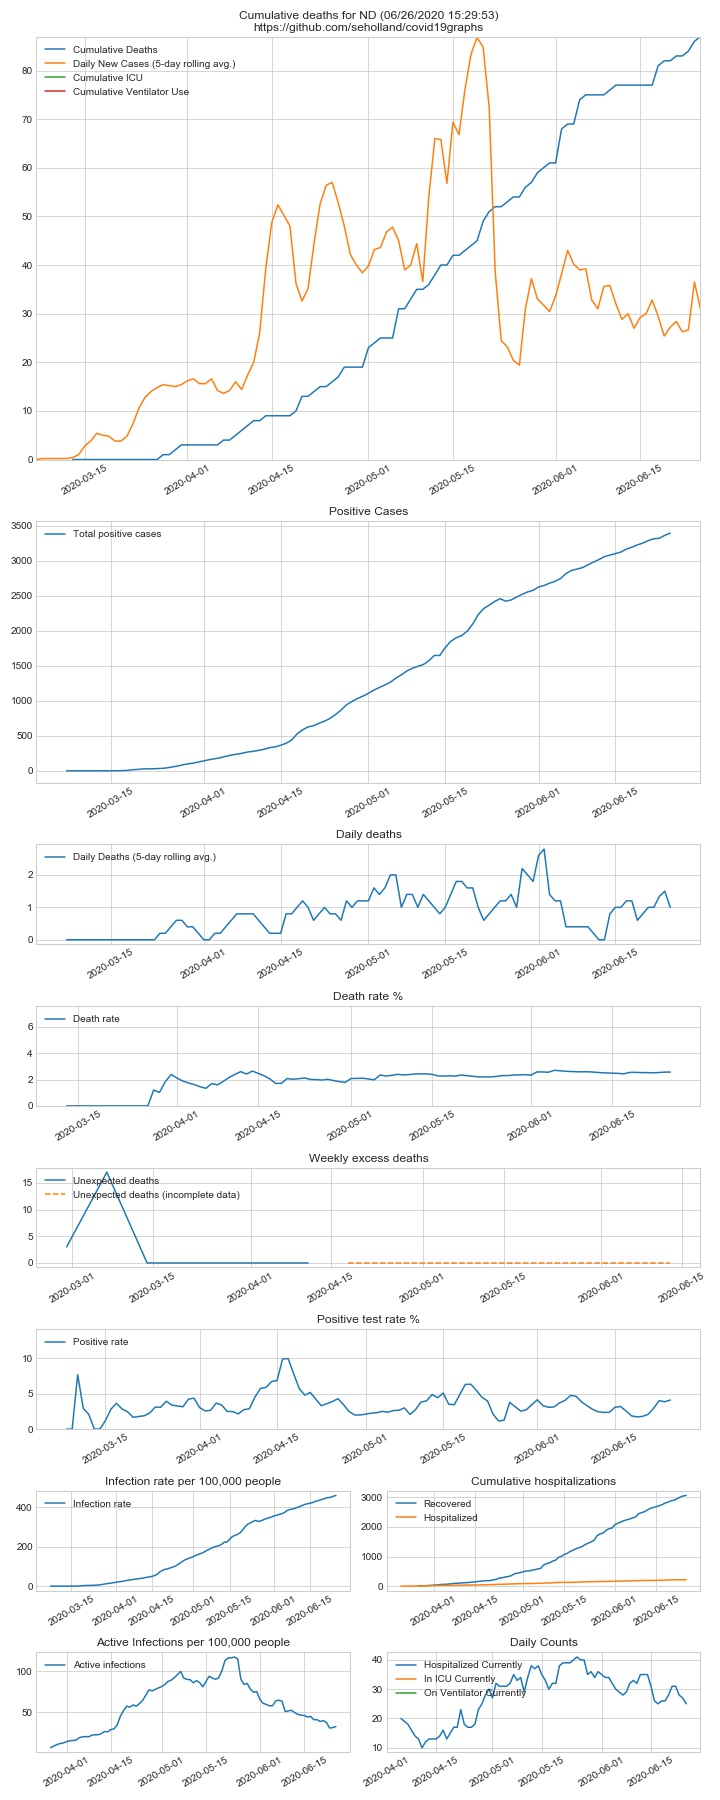 Cumulative deaths for ND (06/26/2020 15:29:53)
https://github.com/seholland/covid19graphs
Cumulative Deaths
Daily New Cases (5-day rolling avg.)
Cumulative ICU
Cumulative Ventilator Use
80
70
60
50
40
30
20
10
0
2020-03-15 2020-04-01 2020-04-15 2020-05-01 2020-05-15 2020-06-01 2020-06-15
Positive Cases
Total positive cases
3500
3000
2500
2000
1500
1000
500
0
2020-03-15 2020-04-01 2020-04-15 2020-05-01 2020-05-15 2020-06-01 2020-06-15
Daily deaths
Daily Deaths (5-day rolling avg.)
2
1
0
2020-03-15 2020-04-01 2020-04-15 2020-05-01 2020-05-15 2020-06-01 2020-06-15
Death rate %
Death rate
6
4
2
0
2020-03-15 2020-04-01 2020-04-15 2020-05-01 2020-05-15 2020-06-01 2020-06-15
Weekly excess deaths
Unexpected deaths
Unexpected deaths (incomplete data)
15
10
5
0
2020-03-01 2020-03-15 2020-04-01 2020-04-15 2020-05-01 2020-05-15 2020-06-01 2020-06-15
Positive test rate %
Positive rate
10
5
0
2020-03-15 2020-04-01 2020-04-15 2020-05-01 2020-05-15 2020-06-01 2020-06-15
Infection rate per 100,000 people
Infection rate
400
200
0
2020-03-15 2020-04-01 2020-04-15 2020-05-01 2020-05-15 2020-06-01 2020-06-15
Cumulative hospitalizations
Recovered
Hospitalized
3000
2000
1000
0
2020-04-01 2020-04-15 2020-05-01 2020-05-15 2020-06-01 2020-06-15
Active Infections per 100,000 people
Active infections
100
50
2020-04-01 2020-04-15 2020-05-01 2020-05-15 2020-06-01 2020-06-15
Daily Counts
Hospitalized Currently
In ICU Currently
On Ventilator Currently
40
30
20
10
2020-04-01 2020-04-15 2020-05-01 2020-05-15 2020-06-01 2020-06-15